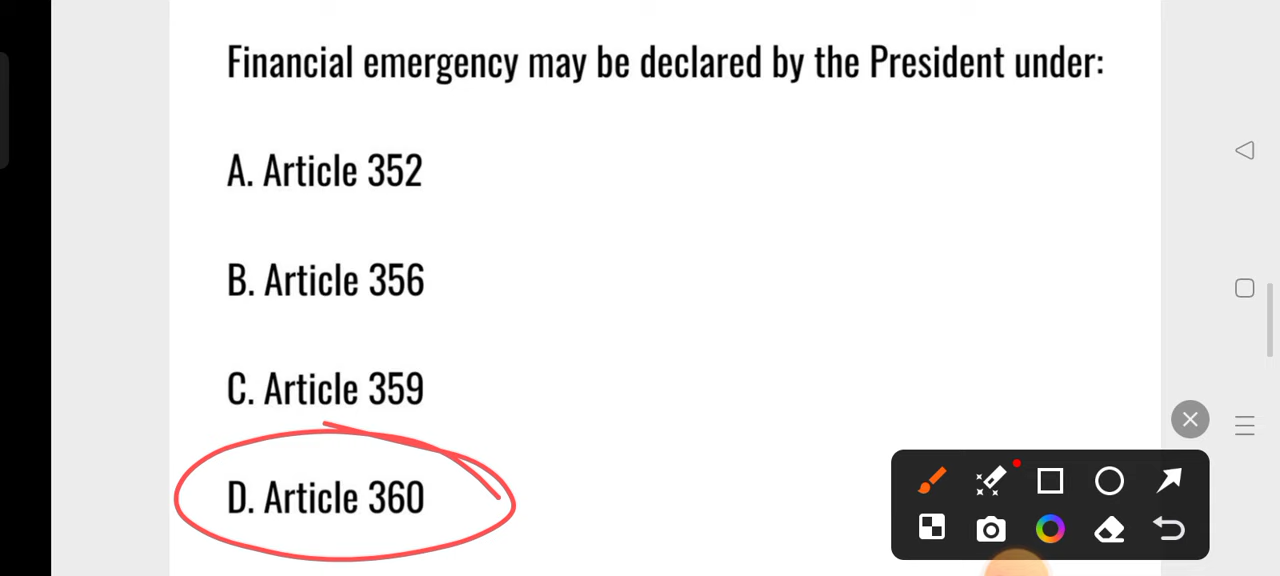 Financial emergency may be declared by the President under:
A. Article 352
B. Article 356
C. Article 359
D. Article 360